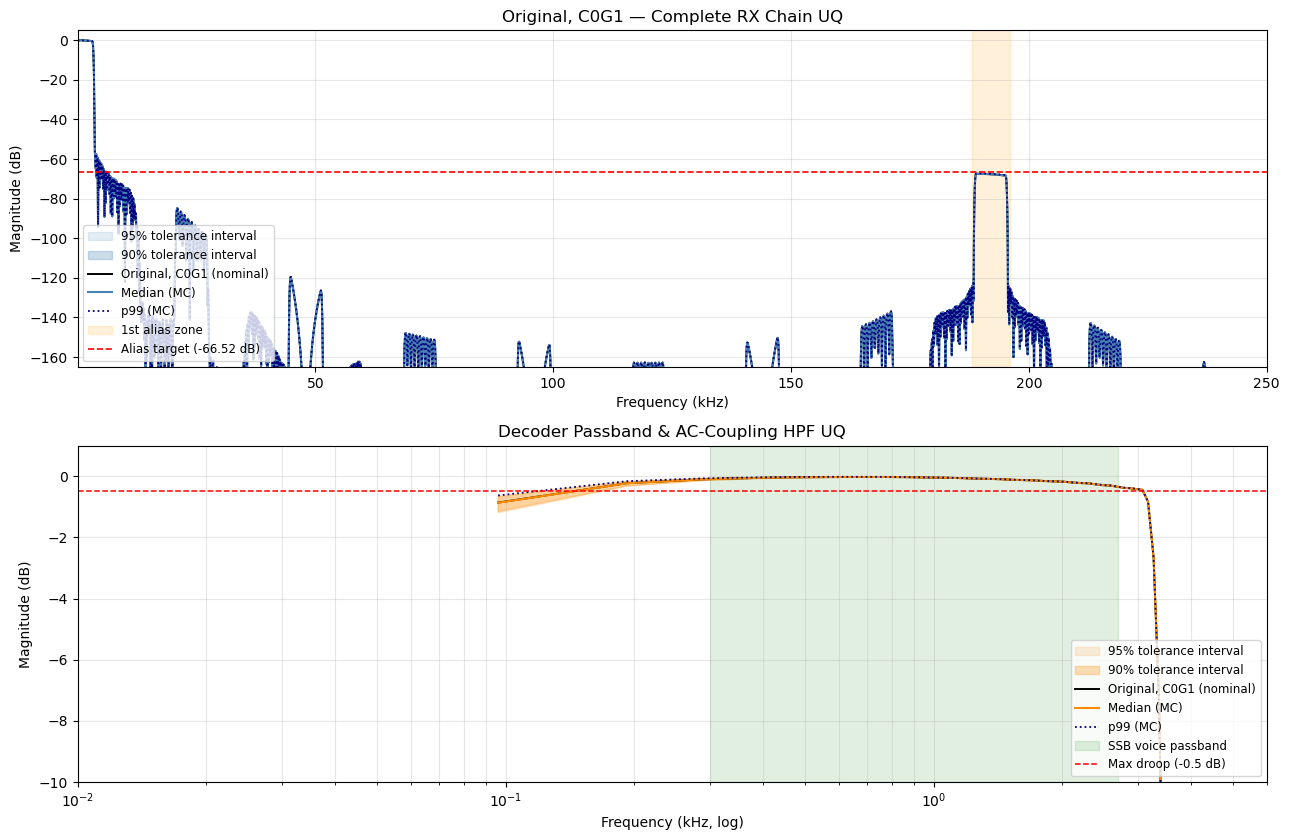 Original, C0G1 — Complete RX Chain UQ
0
−20
−40
−60
−80
−100
−120
−140
−160
Magnitude (dB)
95% tolerance interval
90% tolerance interval
Original, C0G1 (nominal)
Median (MC)
p99 (MC)
1st alias zone
Alias target (-66.52 dB)
50
100
150
200
250
Frequency (kHz)
Decoder Passband & AC-Coupling HPF UQ
0
−2
−4
−6
−8
−10
Magnitude (dB)
95% tolerance interval
90% tolerance interval
Original, C0G1 (nominal)
Median (MC)
p99 (MC)
SSB voice passband
Max droop (-0.5 dB)
10⁻²
10⁻¹
10⁰
Frequency (kHz, log)